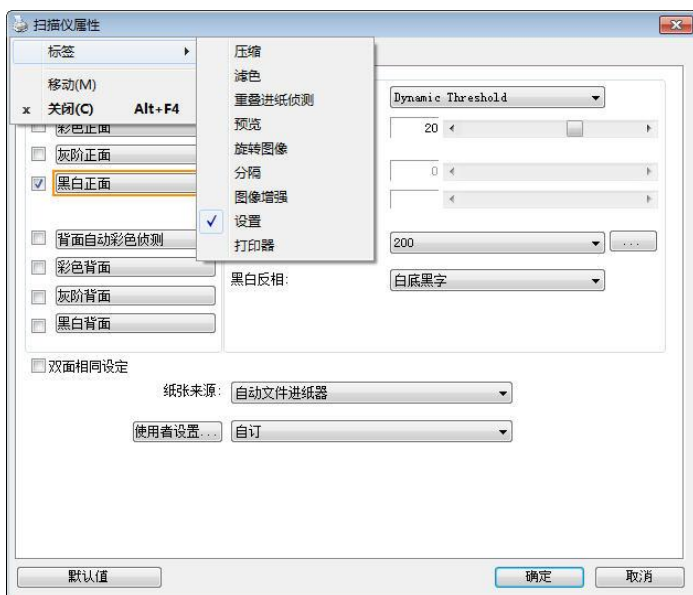 扫描仪属性
标签
移动(M)
x 关闭(C) Alt+F4
压缩
滤色
重叠进纸侦测
预览
旋转图像
分隔
图像增强
设置
打印器
彩色正面
灰阶正面
黑白正面
背面自动彩色侦测
彩色背面
灰阶背面
黑白背面
Dynamic Threshold
20
0
200
...
黑白反相:
白底黑字
双面相同设定
纸张来源: 自动文件进纸器
使用者设置... 自订
默认值 确定 取消